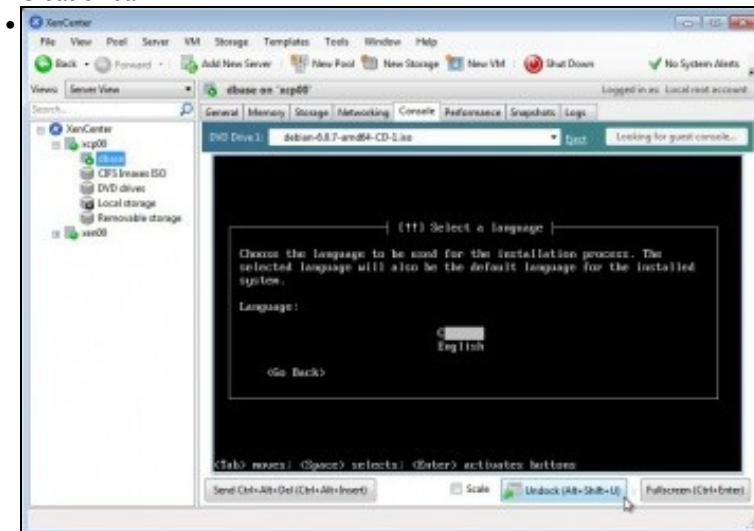 XenCenter
File View Pool Server VM Storage Templates Tools Window Help
Back Forward Add New Server New Pool New Storage New VM Shut Down No System Alerts
Views: Server View dbase on 'xcp00' Logged in as: Local root account
Search... General Memory Storage Networking Console Performance Snapshots Logs
XenCenter DVD Drive 1: debian-6.0.7-amd64-CD-1.iso Eject Looking for guest console...
xcp00
dbase
CIFS Images ISO
DVD drives
Local storage
Removable storage
xen00
[!!] Select a language
Choose the language to be used for the installation process. The
selected language will also be the default language for the installed
system.
Language:
C
English
<Go Back>
<Tab> moves; <Space> selects; <Enter> activates buttons
Send Ctrl+Alt+Del (Ctrl+Alt+Insert) Scale Undock (Alt+Shift+U) Fullscreen (Ctrl+Enter)